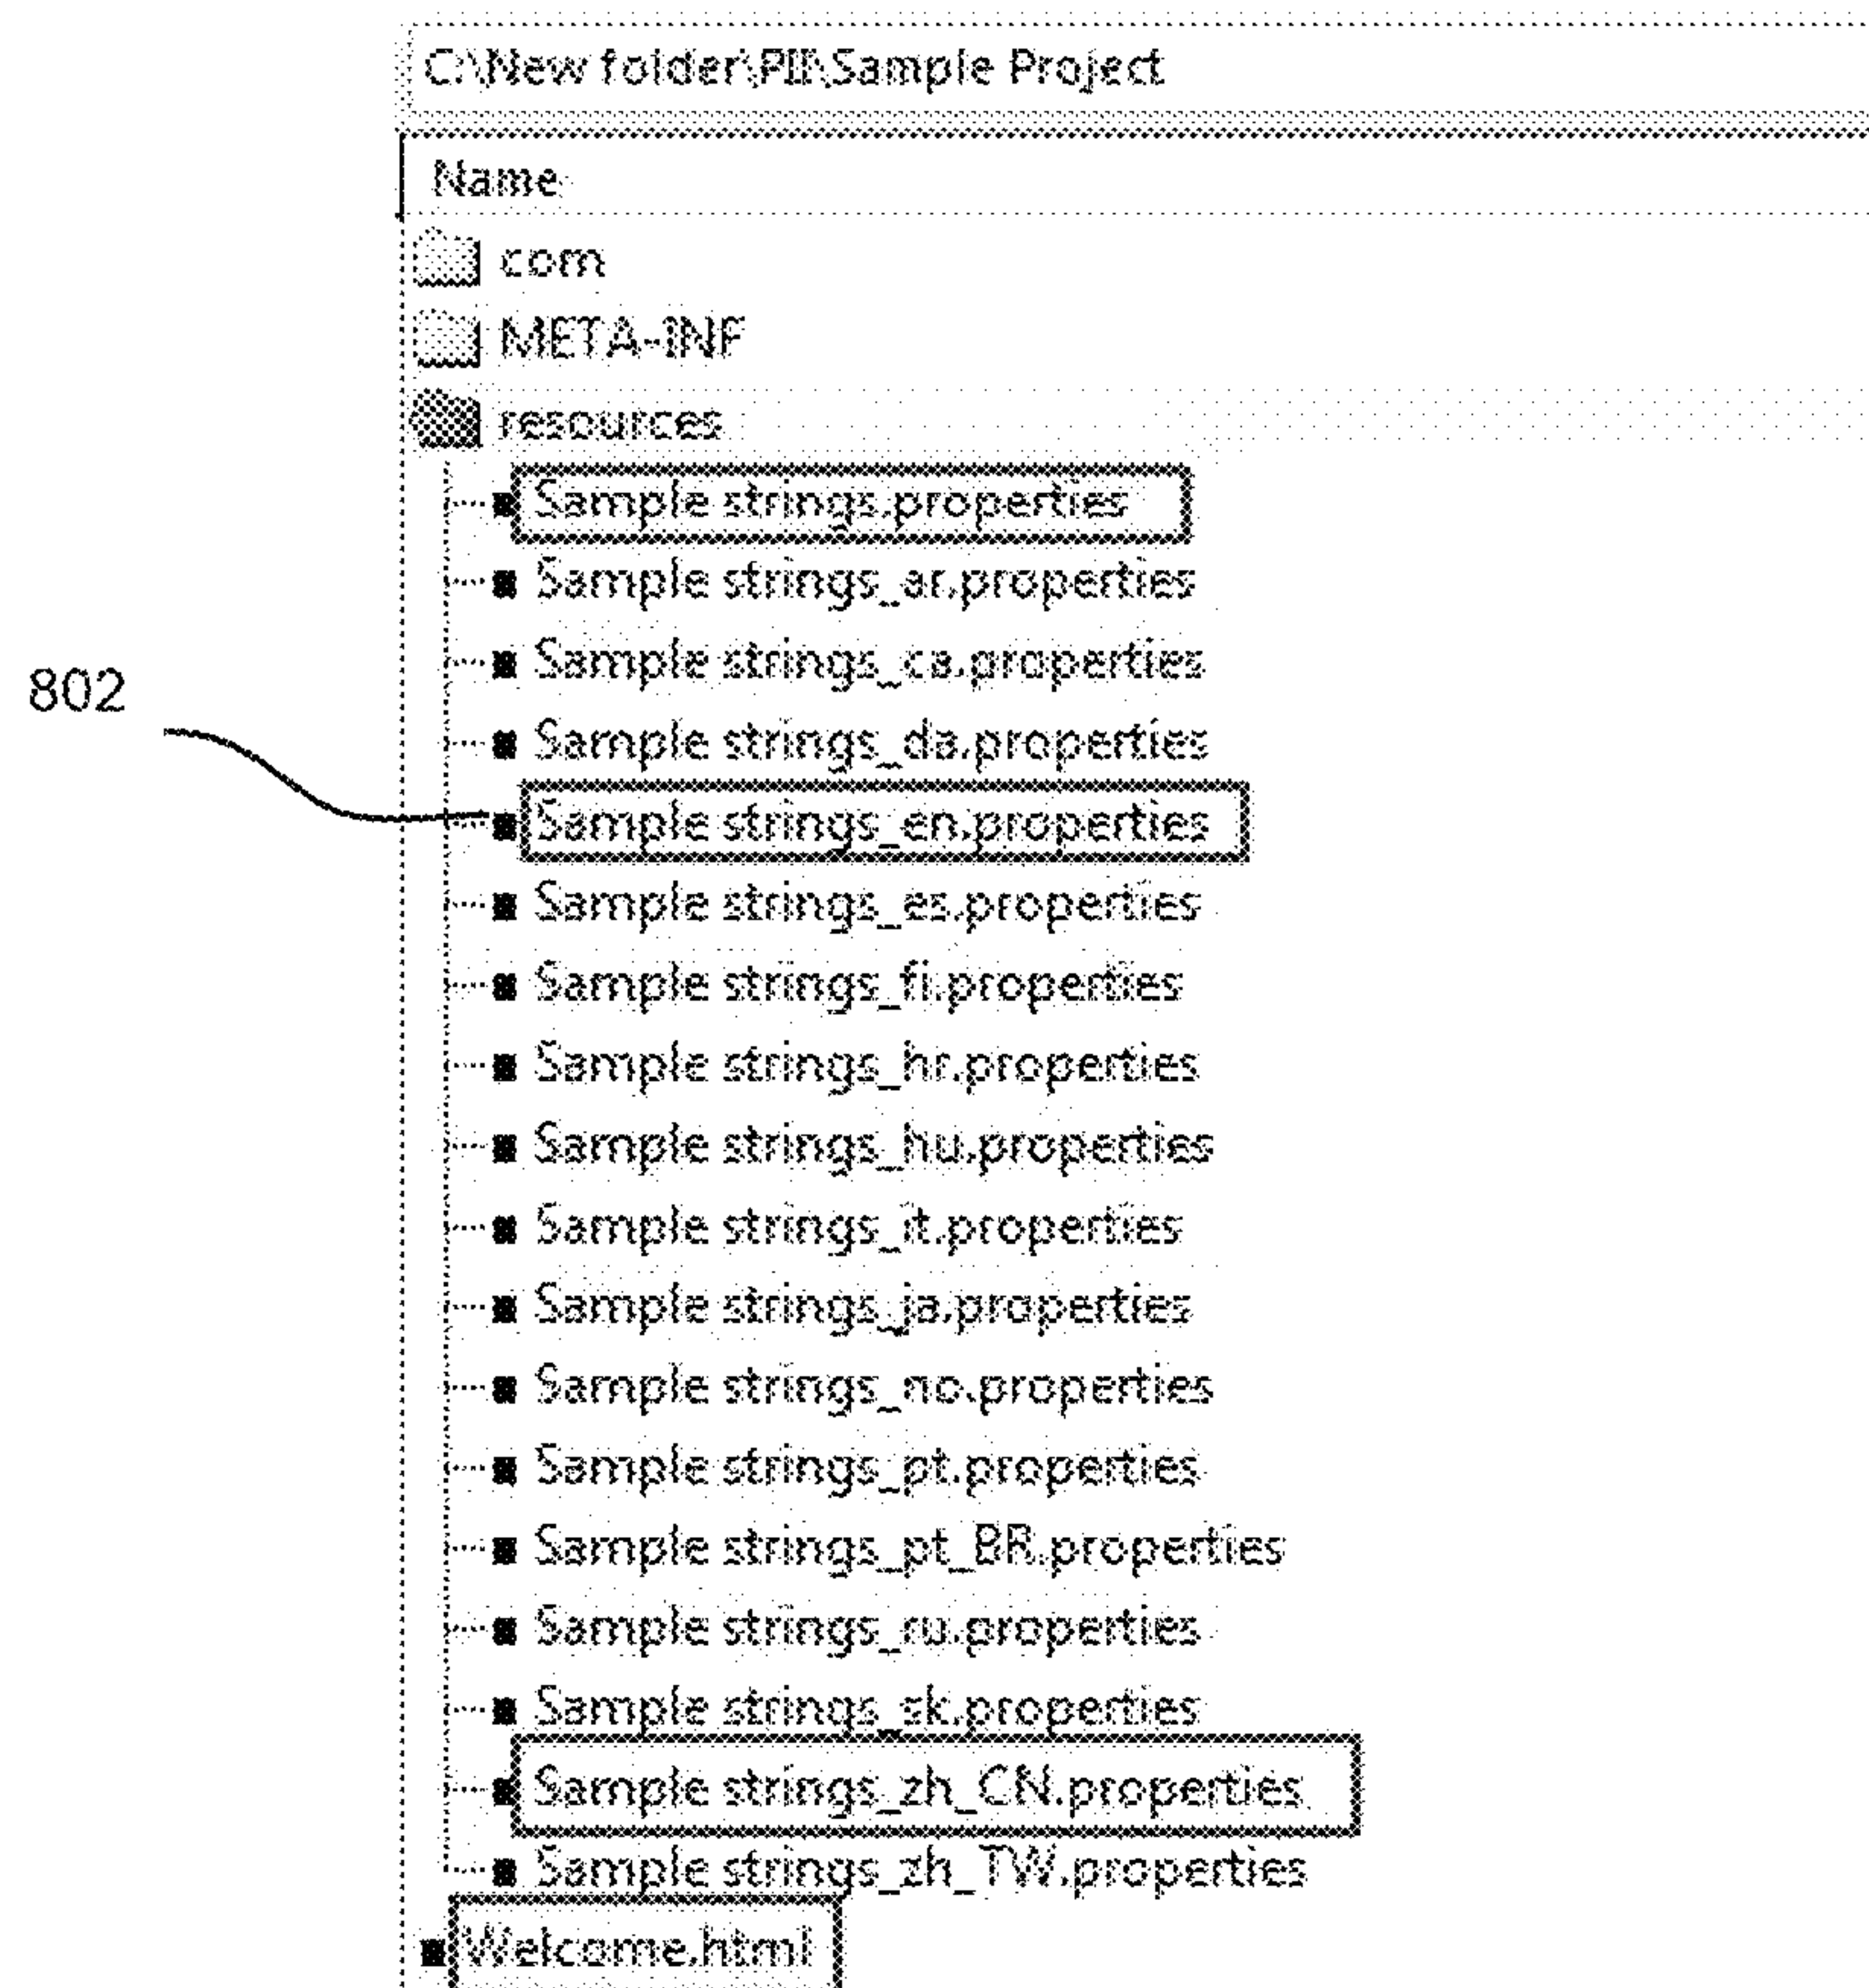 C:\New folder\PII\Sample Project
Name
com
META-INF
resources
Sample strings.properties
Sample strings_ar.properties
Sample strings_ca.properties
802
Sample strings_da.properties
Sample strings_en.properties
Sample strings_es.properties
Sample strings_fi.properties
Sample strings_hr.properties
Sample strings_hu.properties
Sample strings_it.properties
Sample strings_ja.properties
Sample strings_no.properties
Sample strings_pt.properties
Sample strings_pt_BR.properties
Sample strings_ru.properties
Sample strings_sk.properties
Sample strings_zh_CN.properties
Sample strings_zh_TW.properties
Welcome.html